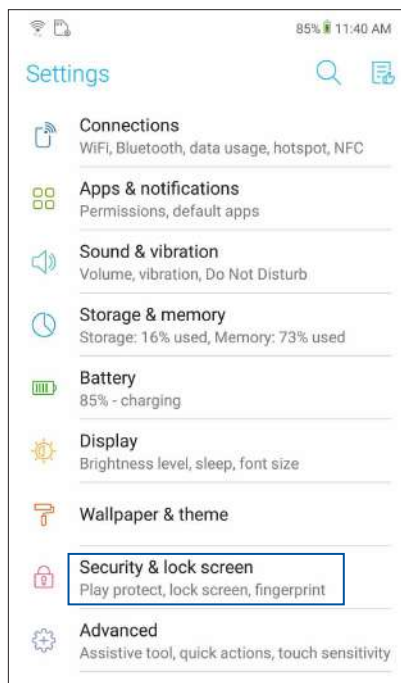 85% 11:40 AM
Settings
Connections
WiFi, Bluetooth, data usage, hotspot, NFC
Apps & notifications
Permissions, default apps
Sound & vibration
Volume, vibration, Do Not Disturb
Storage & memory
Storage: 16% used, Memory: 73% used
Battery
85% - charging
Display
Brightness level, sleep, font size
Wallpaper & theme
Security & lock screen
Play protect, lock screen, fingerprint
Advanced
Assistive tool, quick actions, touch sensitivity